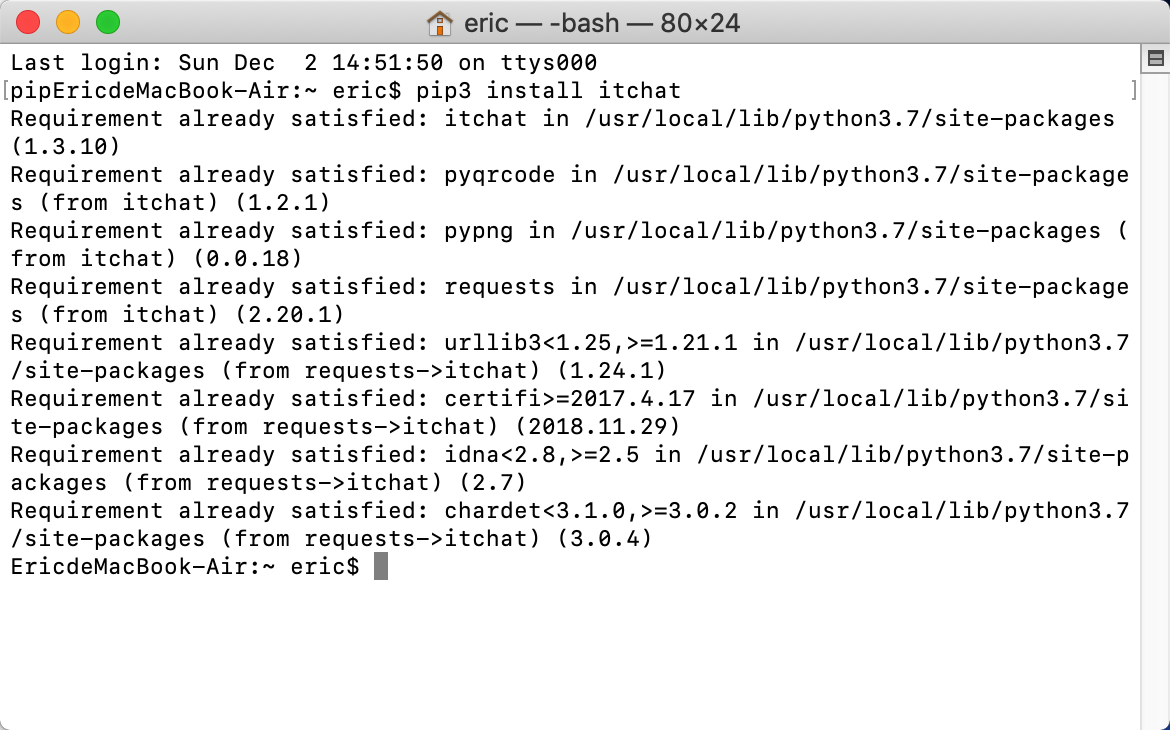 eric — -bash — 80×24
Last login: Sun Dec  2 14:51:50 on ttys000
[pipEricdeMacBook-Air:~ eric$ pip3 install itchat ]
Requirement already satisfied: itchat in /usr/local/lib/python3.7/site-packages
(1.3.10)
Requirement already satisfied: pyqrcode in /usr/local/lib/python3.7/site-package
s (from itchat) (1.2.1)
Requirement already satisfied: pypng in /usr/local/lib/python3.7/site-packages (
from itchat) (0.0.18)
Requirement already satisfied: requests in /usr/local/lib/python3.7/site-package
s (from itchat) (2.20.1)
Requirement already satisfied: urllib3<1.25,>=1.21.1 in /usr/local/lib/python3.7
/site-packages (from requests->itchat) (1.24.1)
Requirement already satisfied: certifi>=2017.4.17 in /usr/local/lib/python3.7/si
te-packages (from requests->itchat) (2018.11.29)
Requirement already satisfied: idna<2.8,>=2.5 in /usr/local/lib/python3.7/site-p
ackages (from requests->itchat) (2.7)
Requirement already satisfied: chardet<3.1.0,>=3.0.2 in /usr/local/lib/python3.7
/site-packages (from requests->itchat) (3.0.4)
EricdeMacBook-Air:~ eric$